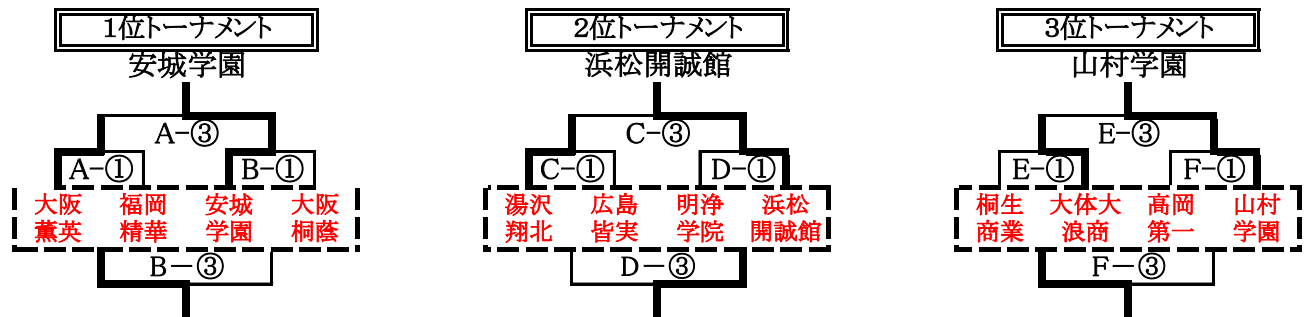 1位トーナメント
安城学園
A-③
A-①
B-①
大阪 福岡 安城 大阪
薫英 精華 学園 桐蔭
B-③
2位トーナメント
浜松開誠館
C-③
C-①
D-①
湯沢 広島 明浄 浜松
翔北 皆実 学院 開誠館
D-③
3位トーナメント
山村学園
E-③
E-①
F-①
桐生 大体大 高岡 山村
商業 浪商 第一 学園
F-③